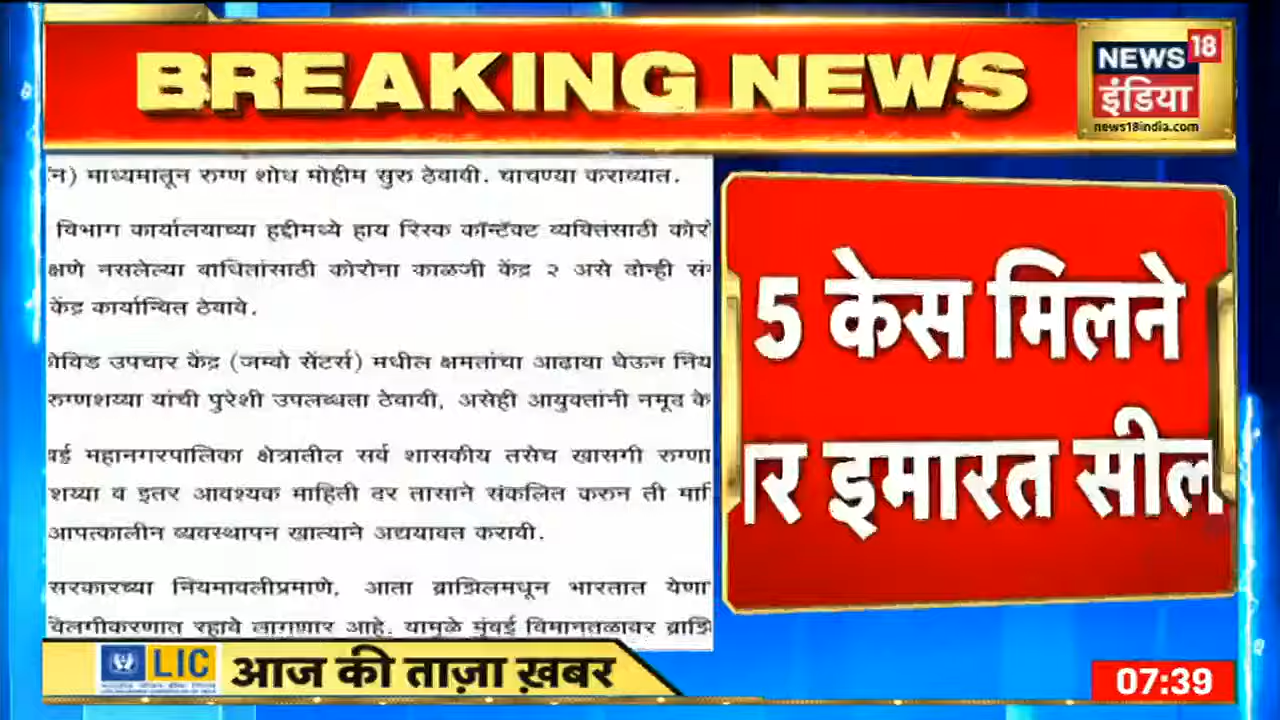 BREAKING NEWS
NEWS 18
इंडिया
news18india.com
माध्यमातून रुग्ण शोध मोहीम सुरु ठेवावी. चाचण्या कराव्यात.
विभाग कार्यालयाच्या हद्दीमध्ये हाय रिस्क कॉन्टॅक्ट व्यक्तिंसाठी कोरो
क्षणे नसलेल्या बाधितांसाठी कोरोना काळजी केंद्र २ असे दोन्ही सं
केंद्र कार्यान्वित ठेवावे.
उपचार केंद्र (जम्बो सेंटर्स) मधील क्षमतांचा आढावा घेऊन निय
रुग्णशय्या यांची पुरेशी उपलब्धता ठेवावी, असेही आयुक्तांनी नमूद के
महानगरपालिका क्षेत्रातील सर्व शासकीय तसेच खासगी रुग्णा
शय्या व इतर आवश्यक माहिती दर तासाने संकलित करुन ती
आपत्कालीन व्यवस्थापन खात्याने अद्ययावत करावी.
सरकारच्या नियमावलीप्रमाणे, आता ब्राझिलमधून भारतात येणा
विलगीकरणात रहावे लागणार आहे. यामुळे मुंबई विमानतळावर
5 केस मिलने
ार इमारत सील
LIC आज की ताज़ा ख़बर
07:39